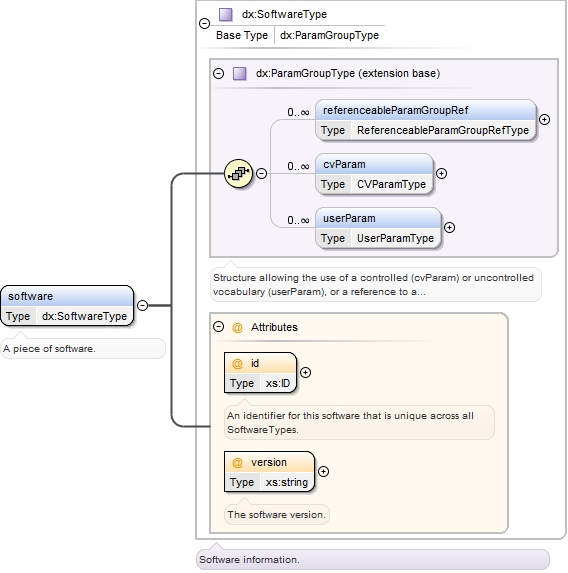 dx:SoftwareType
Base Type dx:ParamGroupType
dx:ParamGroupType (extension base)
0..∞ referenceableParamGroupRef
Type ReferenceableParamGroupRefType
0..∞ cvParam
Type CVParamType
0..∞ userParam
Type UserParamType
Structure allowing the use of a controlled (cvParam) or uncontrolled
vocabulary (userParam), or a reference to a...
software
Type dx:SoftwareType
A piece of software.
@ Attributes
@ id
Type xs:ID
An identifier for this software that is unique across all
SoftwareTypes.
@ version
Type xs:string
The software version.
Software information.